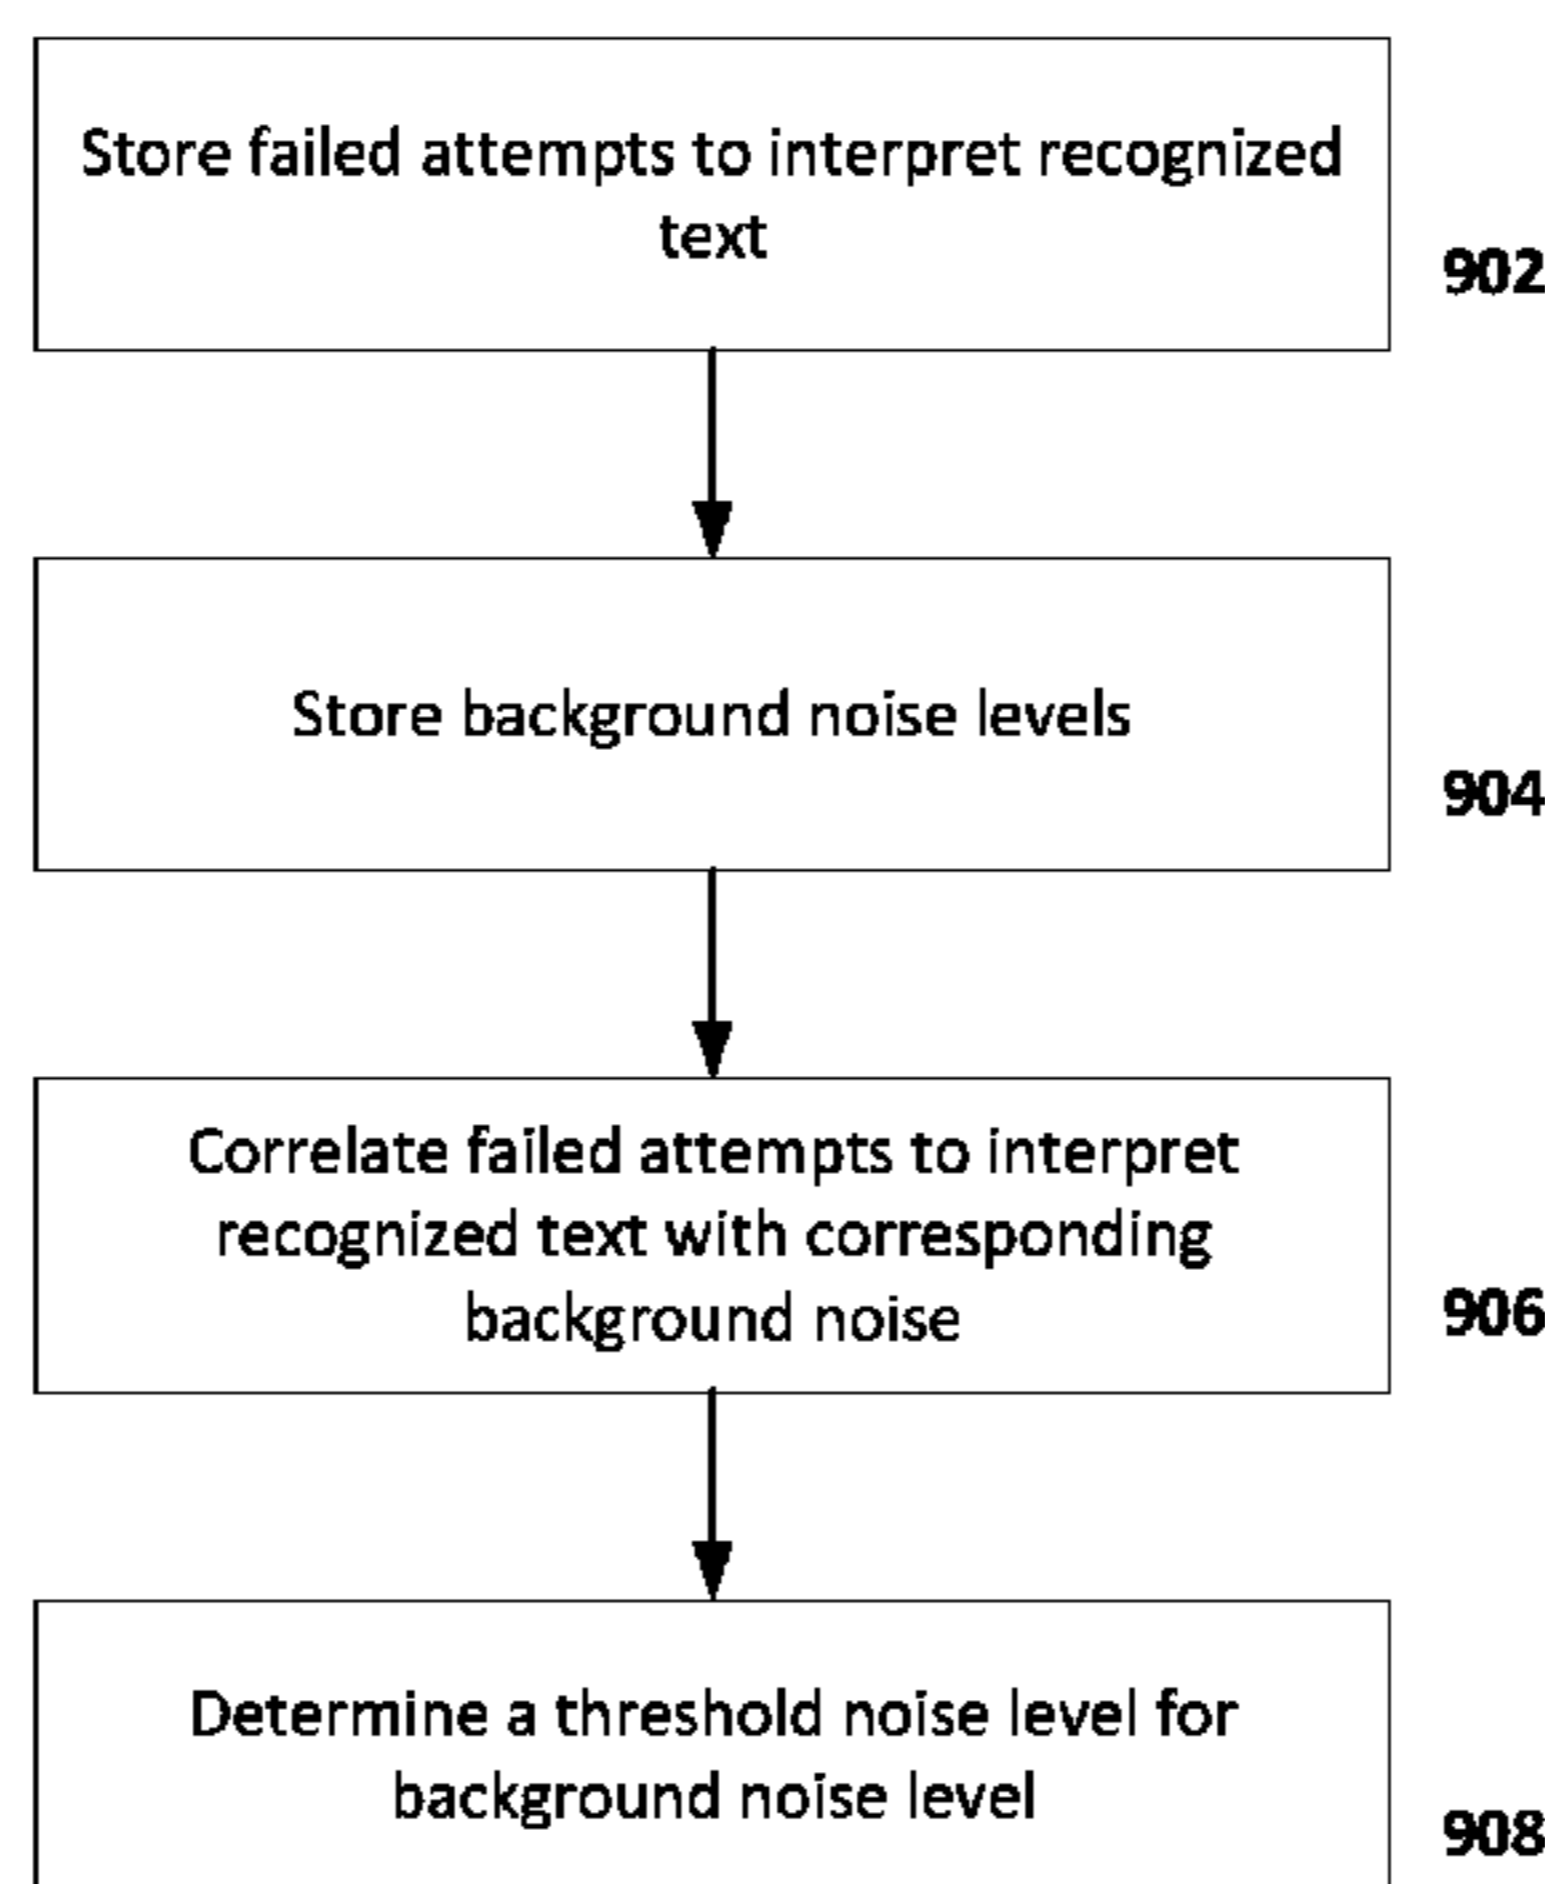 Store failed attempts to interpret recognized
text
902
Store background noise levels
904
Correlate failed attempts to interpret
recognized text with corresponding
background noise
906
Determine a threshold noise level for
background noise level
908